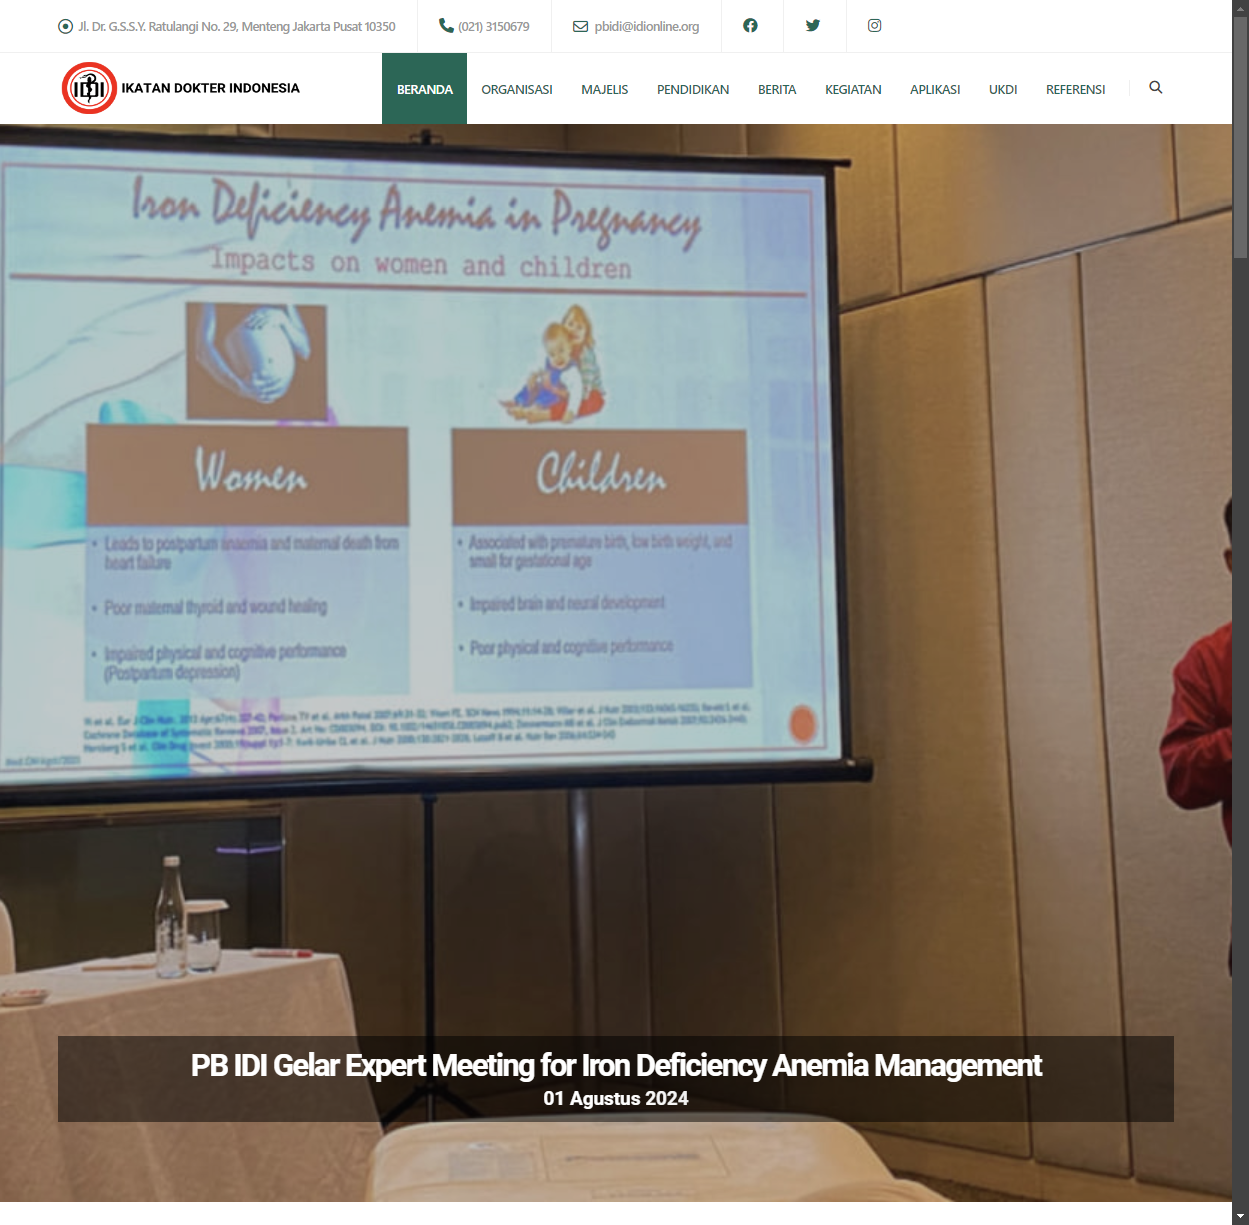 Jl. Dr. G.S.S.Y. Ratulangi No. 29, Menteng Jakarta Pusat 10350
(021) 3150679
pbidi@idionline.org
IDI IKATAN DOKTER INDONESIA
BERANDA
ORGANISASI
MAJELIS
PENDIDIKAN
BERITA
KEGIATAN
APLIKASI
UKDI
REFERENSI
Iron Deficiency Anemia in Pregnancy
Impacts on women and children
Women
• Leads to postpartum anaemia and maternal death from
heart failure
• Poor maternal thyroid and wound healing
• Impaired physical and cognitive performance
(Postpartum depression)
Children
• Associated with premature birth, low birth weight, and
small for gestational age
• Impaired brain and neural development
• Poor physical and cognitive performance
PB IDI Gelar Expert Meeting for Iron Deficiency Anemia Management
01 Agustus 2024